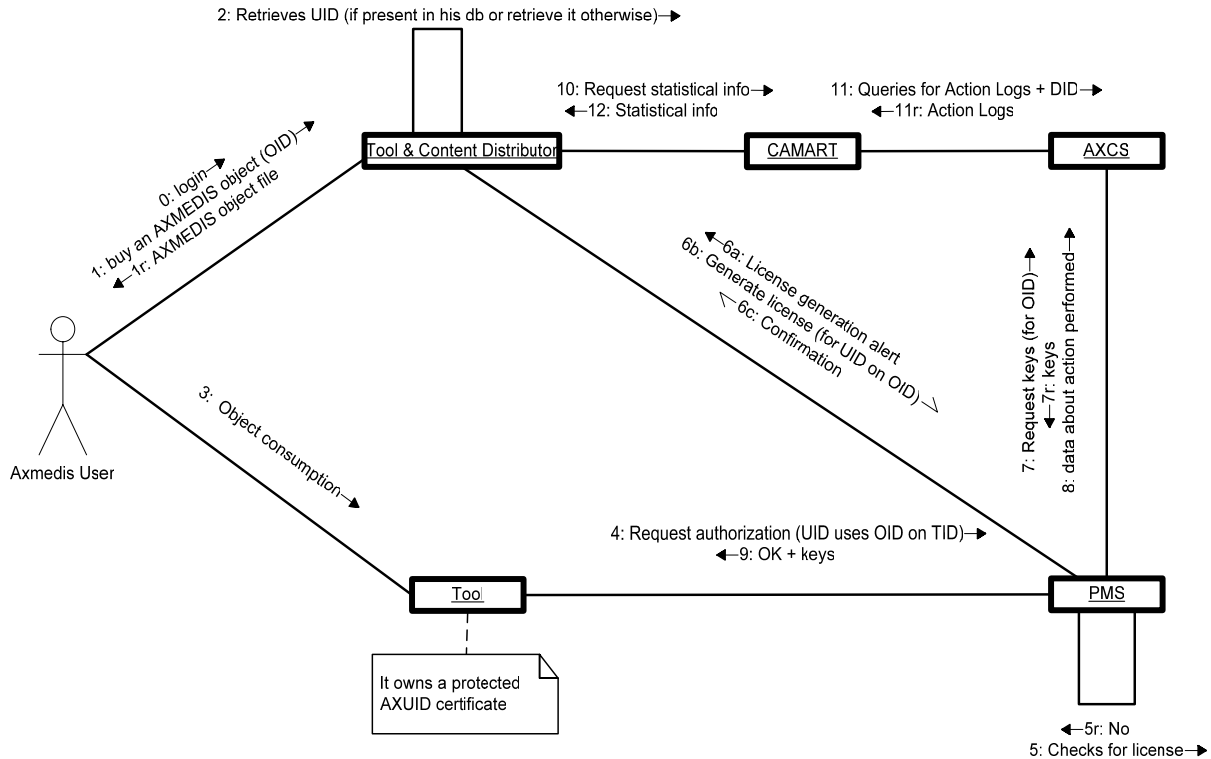 2: Retrieves UID (if present in his db or retrieve it otherwise)
10: Request statistical info
12: Statistical info
11: Queries for Action Logs + DID
11r: Action Logs
Tool & Content Distributor
CAMART
AXCS
0: login
1: buy an AXMEDIS object (OID)
1r: AXMEDIS object file
6a: License generation alert
6b: Generate license (for UID on OID)
6c: Confirmation
7: Request keys (for OID)
7r: keys
8: data about action performed
Axmedis User
3: Object consumption
4: Request authorization (UID uses OID on TID)
9: OK + keys
Tool
PMS
It owns a protected
AXUID certificate
5r: No
5: Checks for license